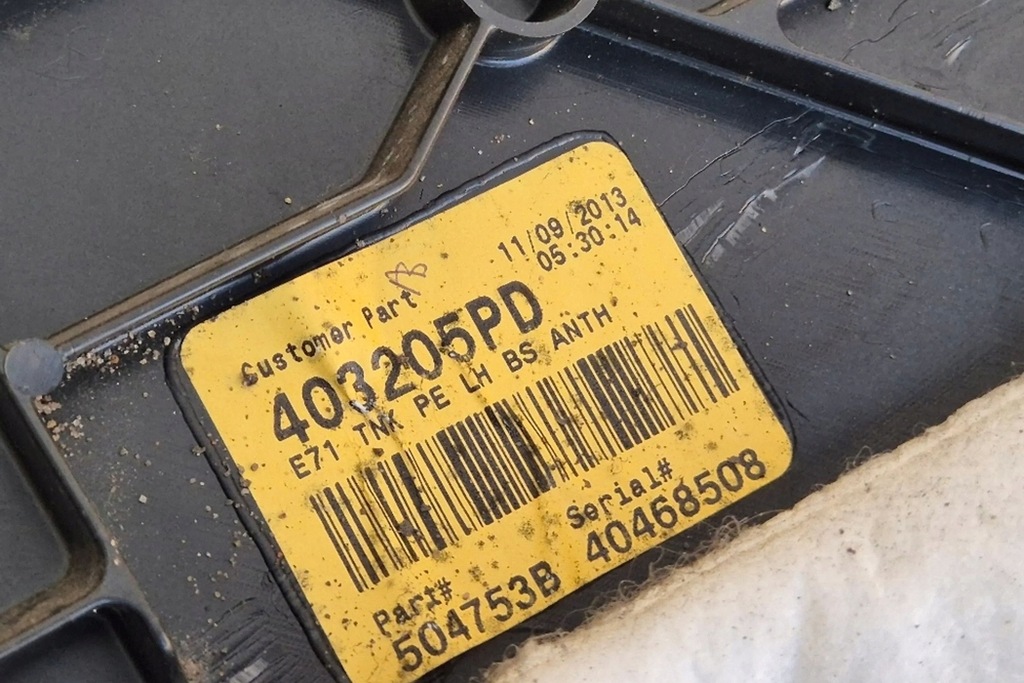 11/09/2013
05:30:14
Customer Part
403205PD
E71 TNK PE LH BS ANTH
Serial#
40468508
Part#
504753B